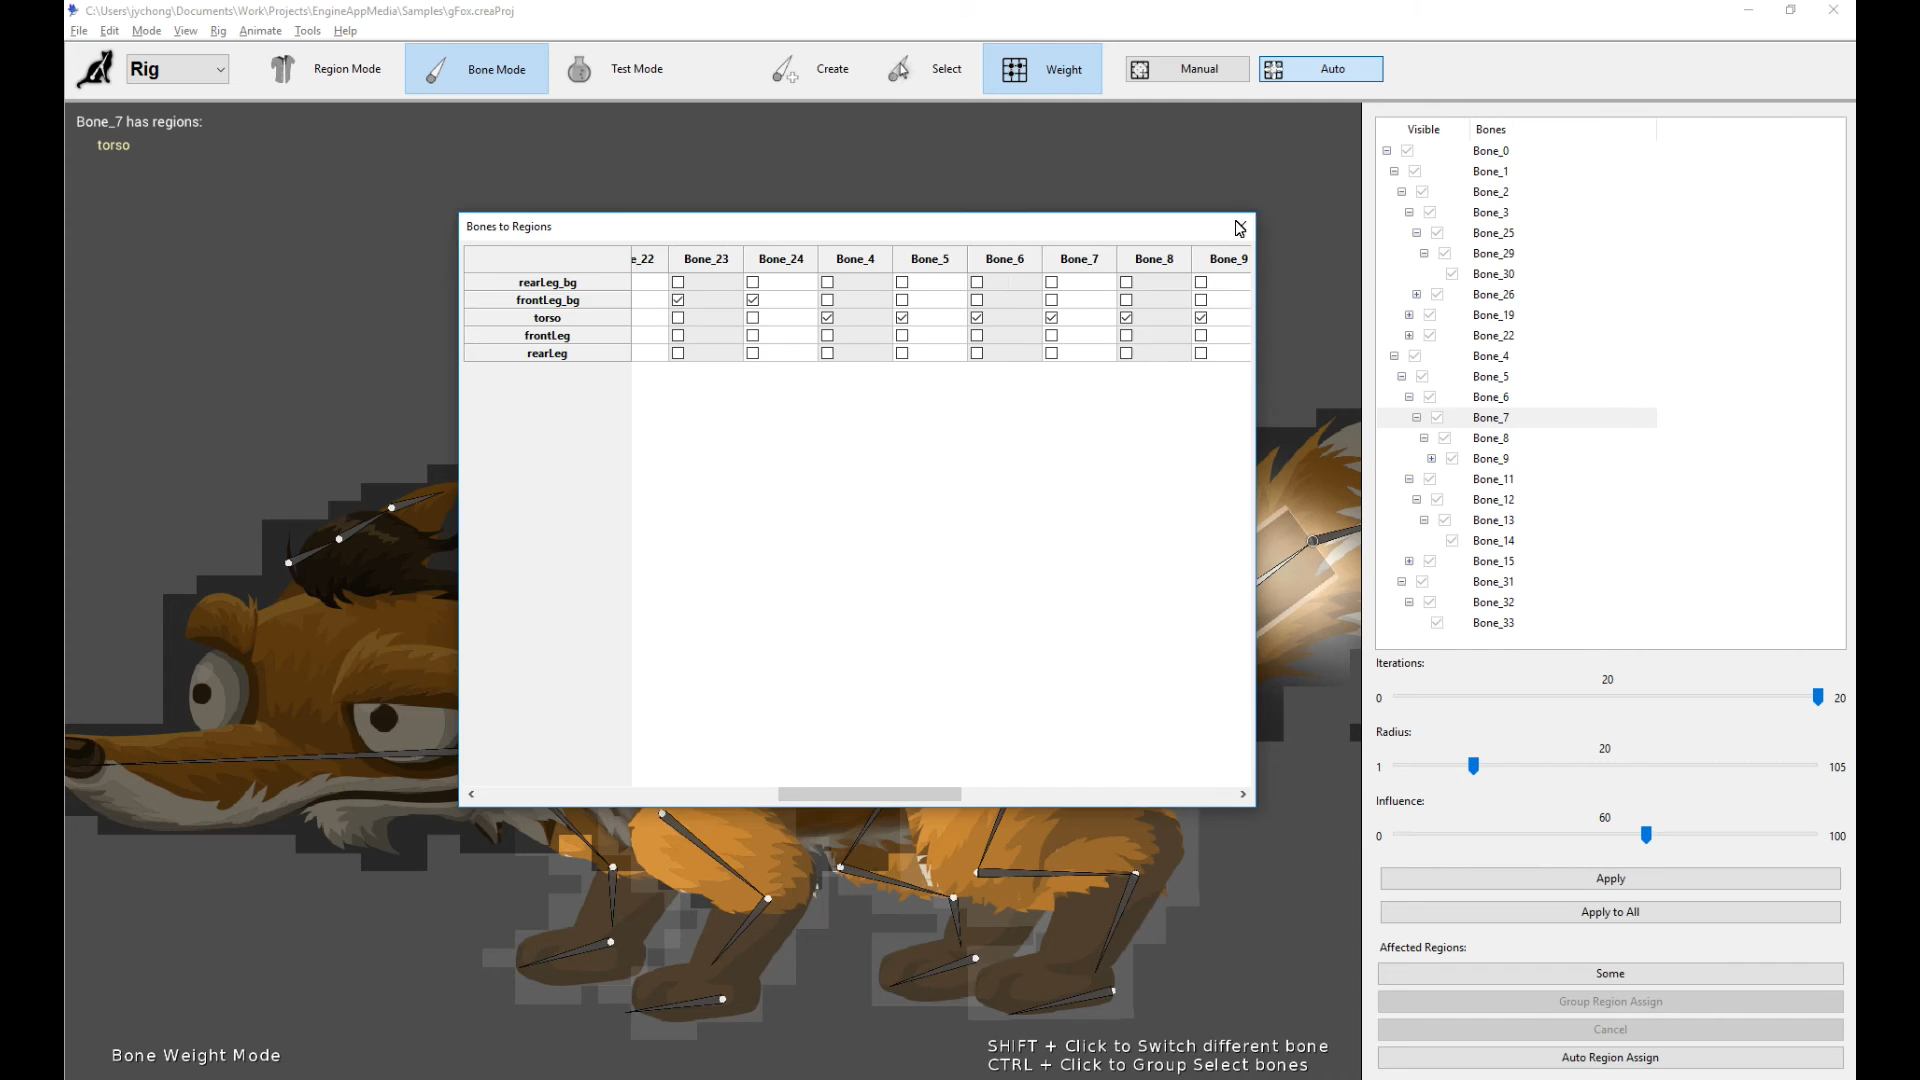 C:\Users\jychong\Documents\Work\Projects\EngineAppMedia\Samples\gFox.creaProj
File Edit Mode View Rig Animate Tools Help
Rig Region Mode Bone Mode Test Mode Create Select Weight Manual Auto
Bone_7 has regions:
torso
Bones to Regions
e_22 Bone_23 Bone_24 Bone_4 Bone_5 Bone_6 Bone_7 Bone_8 Bone_9
rearLeg_bg
frontLeg_bg
torso
frontLeg
rearLeg
Visible Bones
Bone_0
Bone_1
Bone_2
Bone_3
Bone_25
Bone_29
Bone_30
Bone_26
Bone_19
Bone_22
Bone_4
Bone_5
Bone_6
Bone_7
Bone_8
Bone_9
Bone_11
Bone_12
Bone_13
Bone_14
Bone_15
Bone_31
Bone_32
Bone_33
Iterations:
20
0 20
Radius:
20
1 105
Influence:
60
0 100
Apply
Apply to All
Affected Regions:
Some
Group Region Assign
Cancel
Auto Region Assign
Bone Weight Mode
SHIFT + Click to Switch different bone
CTRL + Click to Group Select bones